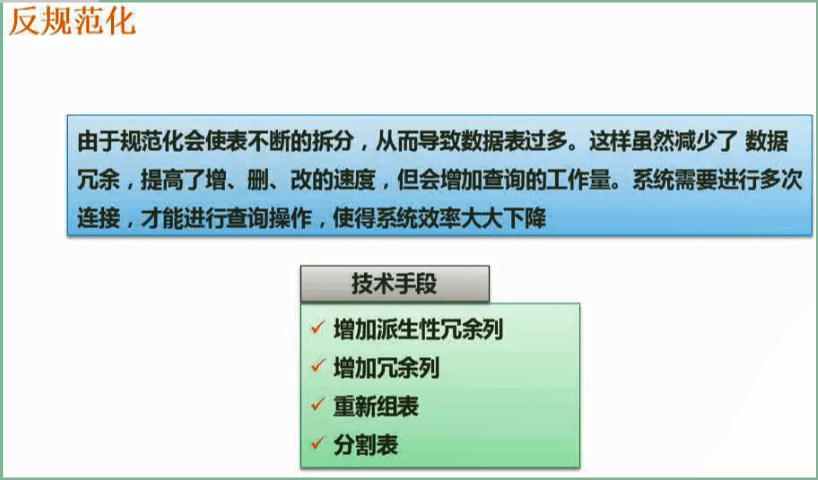 反规范化
由于规范化会使表不断的拆分，从而导致数据表过多。这样虽然减少了 数据
冗余，提高了增、删、改的速度，但会增加查询的工作量。系统需要进行多次
连接，才能进行查询操作，使得系统效率大大下降
技术手段
✓ 增加派生性冗余列
✓ 增加冗余列
✓ 重新组表
✓ 分割表